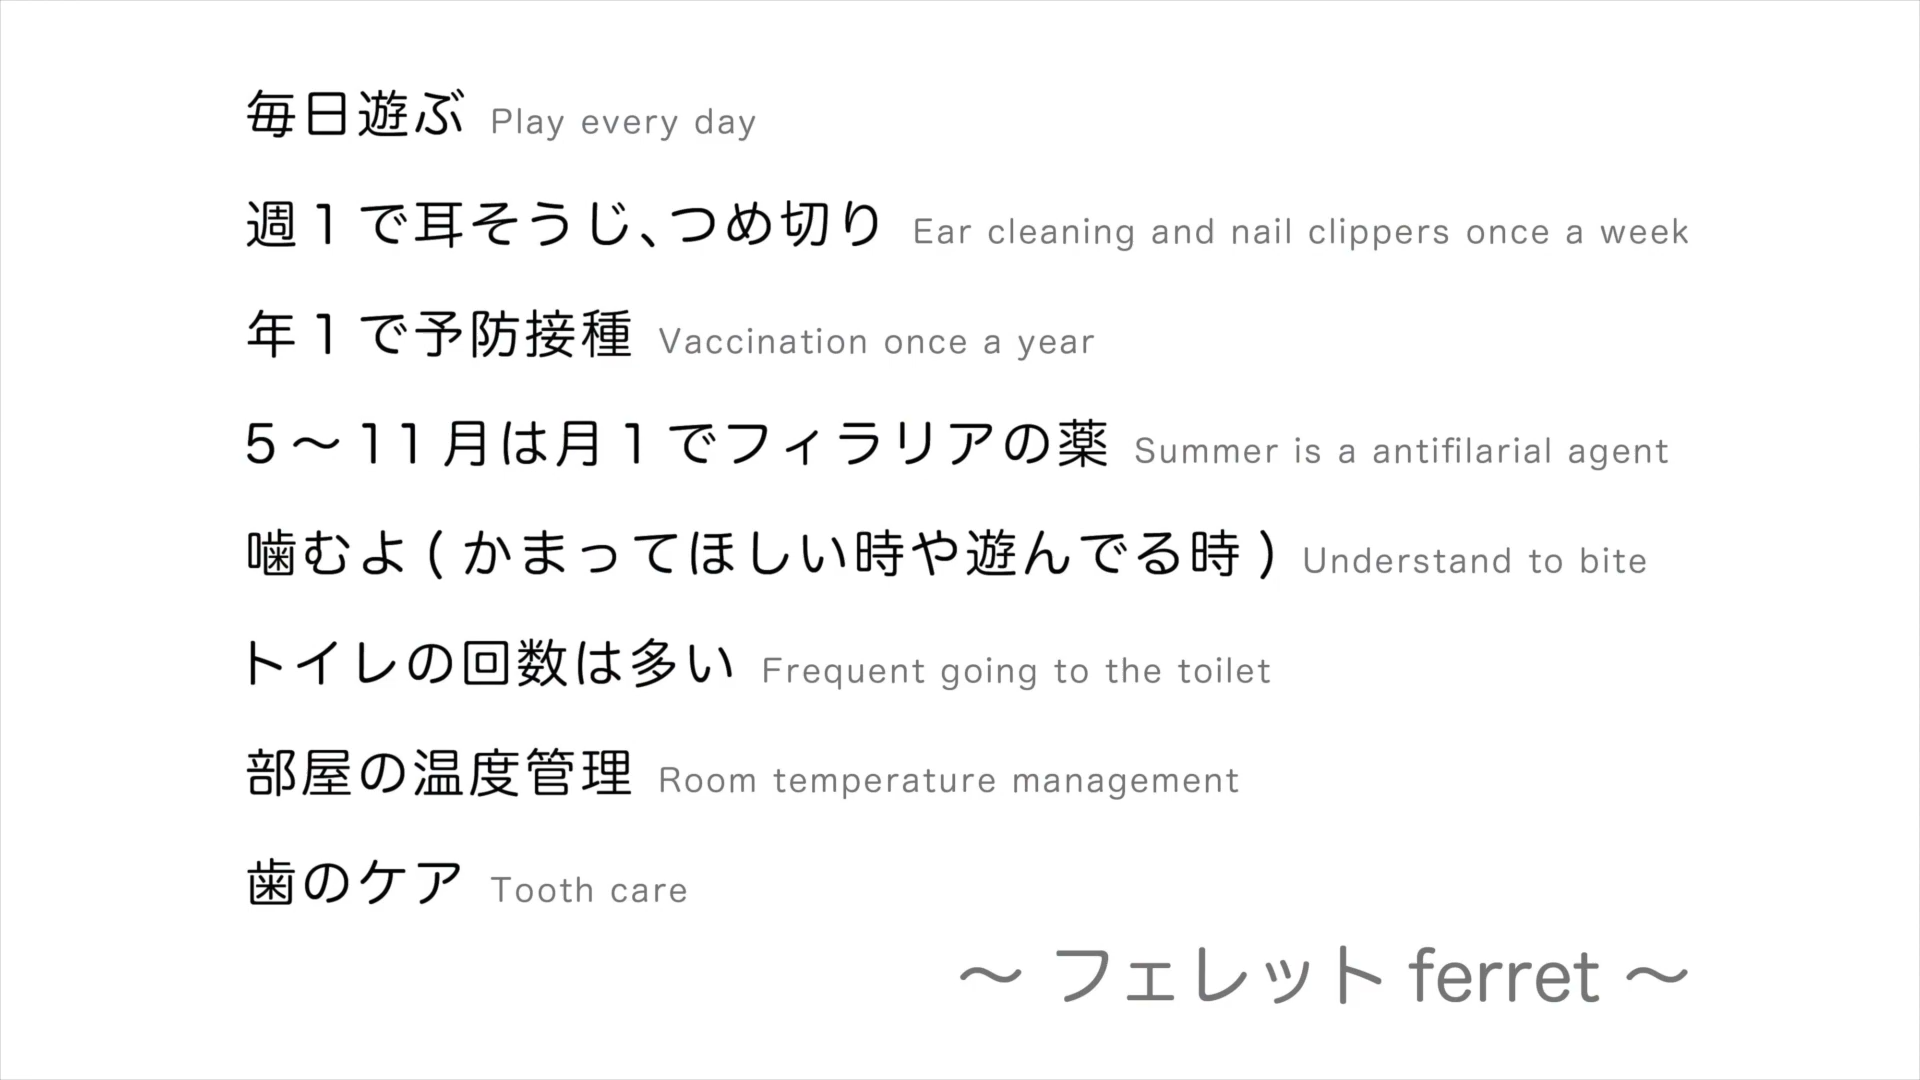 毎日遊ぶ Play every day
週1で耳そうじ、つめ切り Ear cleaning and nail clippers once a week
年1で予防接種 Vaccination once a year
5〜11月は月1でフィラリアの薬 Summer is a antifilarial agent
噛むよ(かまってほしい時や遊んでる時) Understand to bite
トイレの回数は多い Frequent going to the toilet
部屋の温度管理 Room temperature management
歯のケア Tooth care
〜 フェレット ferret 〜